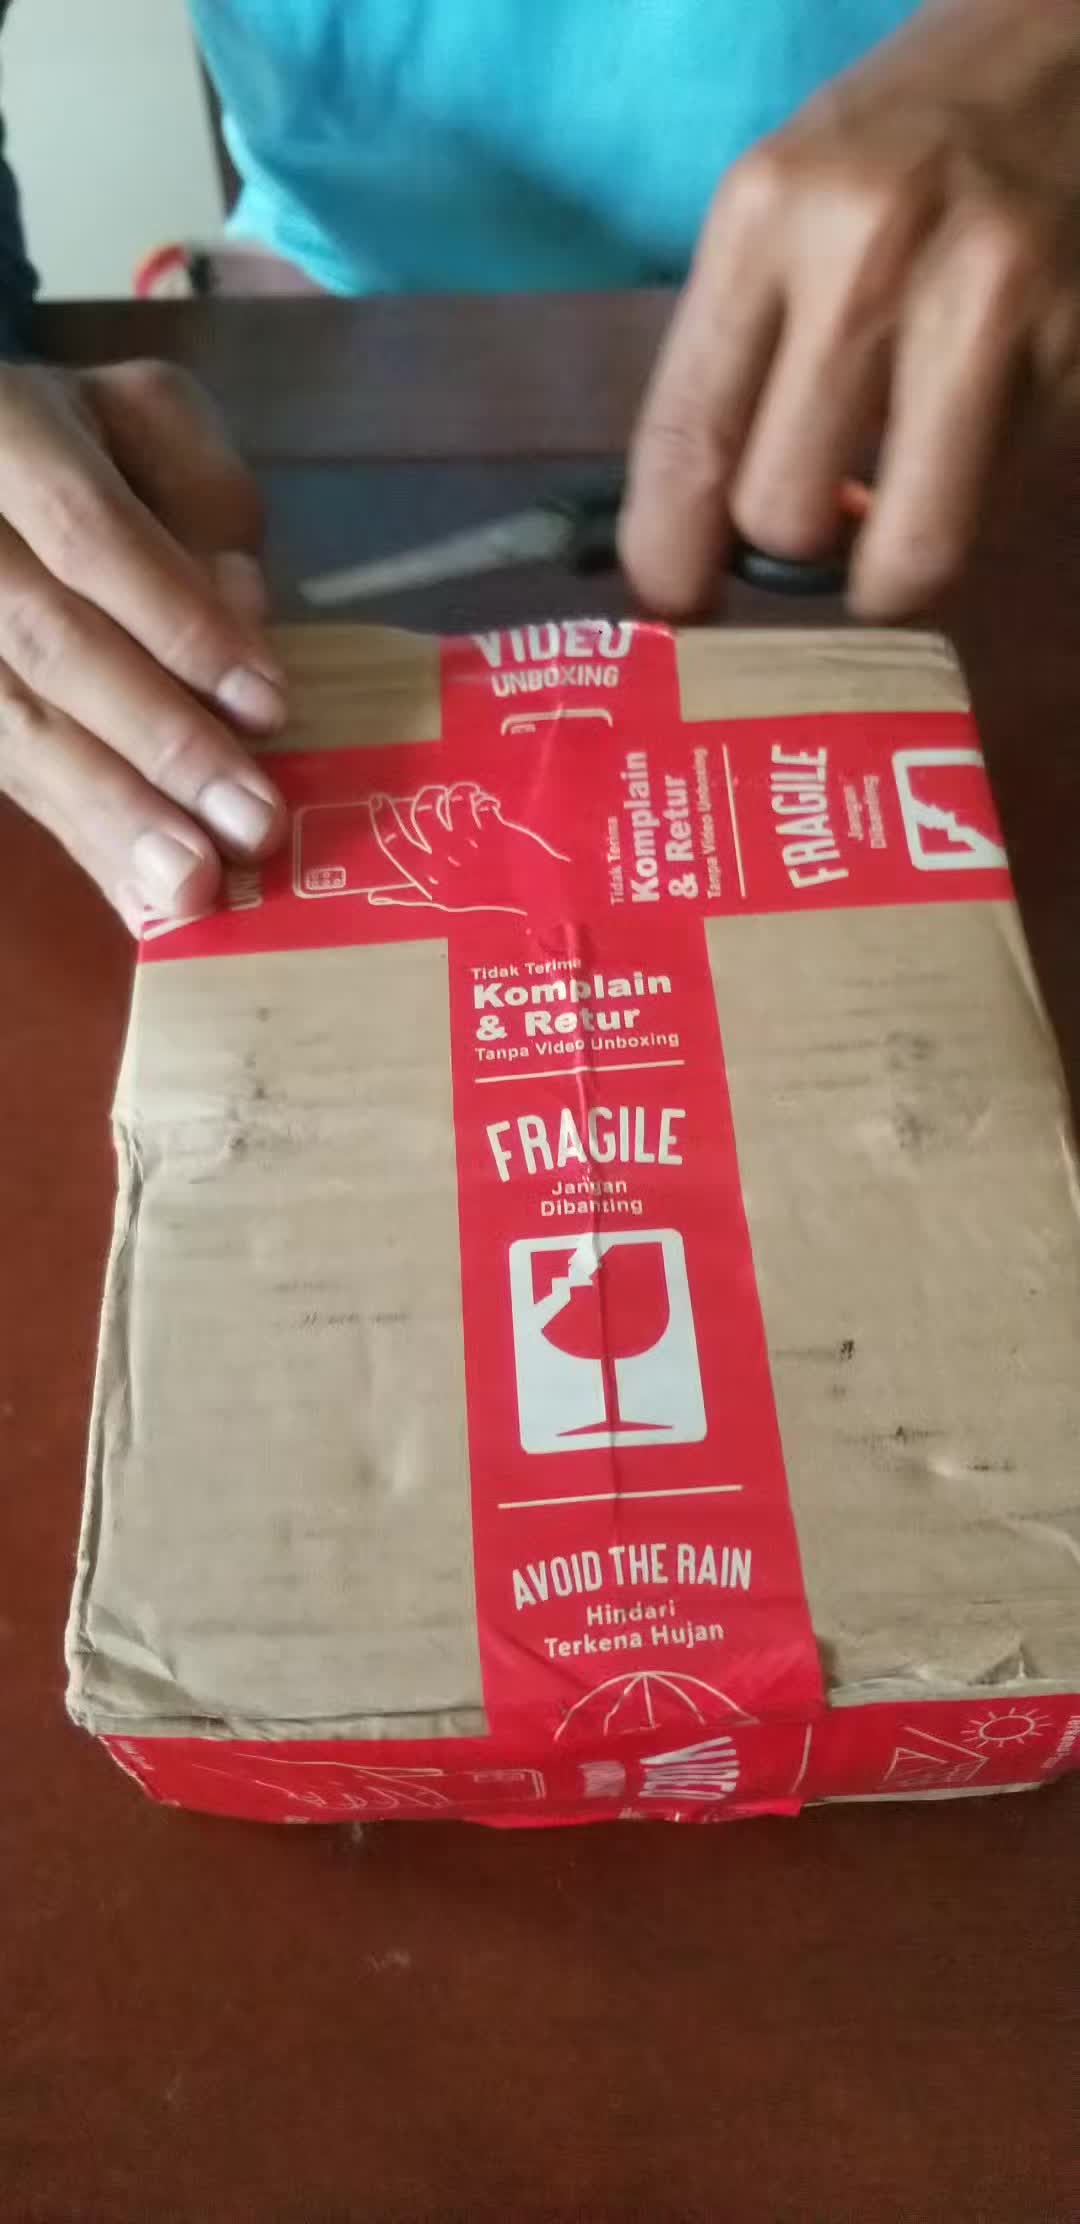 VIDEO
UNBOXING
Tidak Terima
Komplain
& Retur
Tanpa Video Unboxing
FRAGILE
Jangan
Dibanting
Tidak Terima
Komplain
& Retur
Tanpa Video Unboxing
FRAGILE
Jangan
Dibanting
AVOID THE RAIN
Hindari
Terkena Hujan
VIDEO